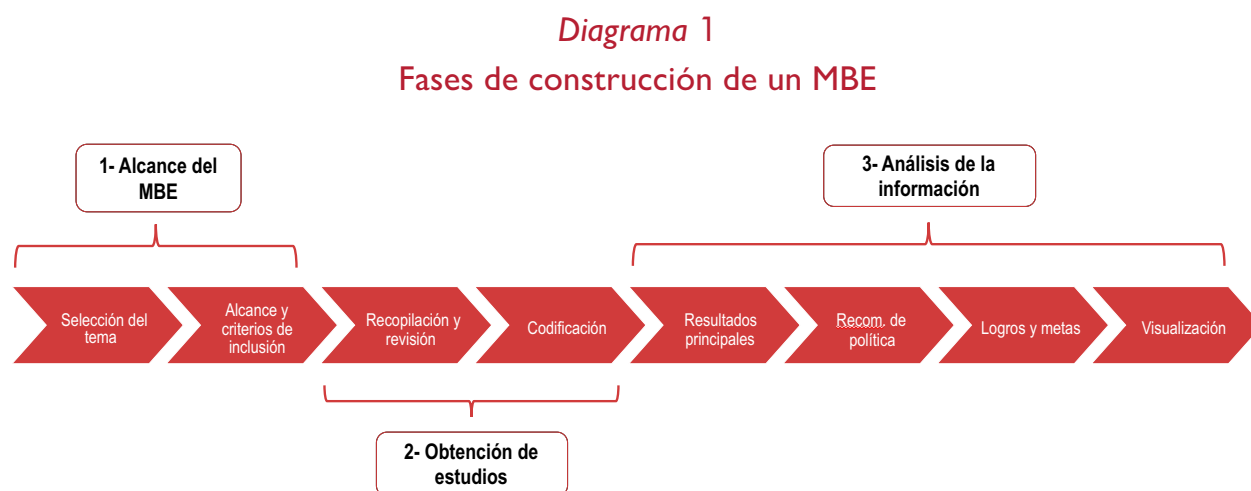 Diagrama 1
Fases de construcción de un MBE
1- Alcance del
MBE
3- Análisis de la
información
Selección del
tema
Alcance y
criterios de
inclusión
Recopilación y
revisión
Codificación
Resultados
principales
Recom. de
política
Logros y metas
Visualización
2- Obtención de
estudios